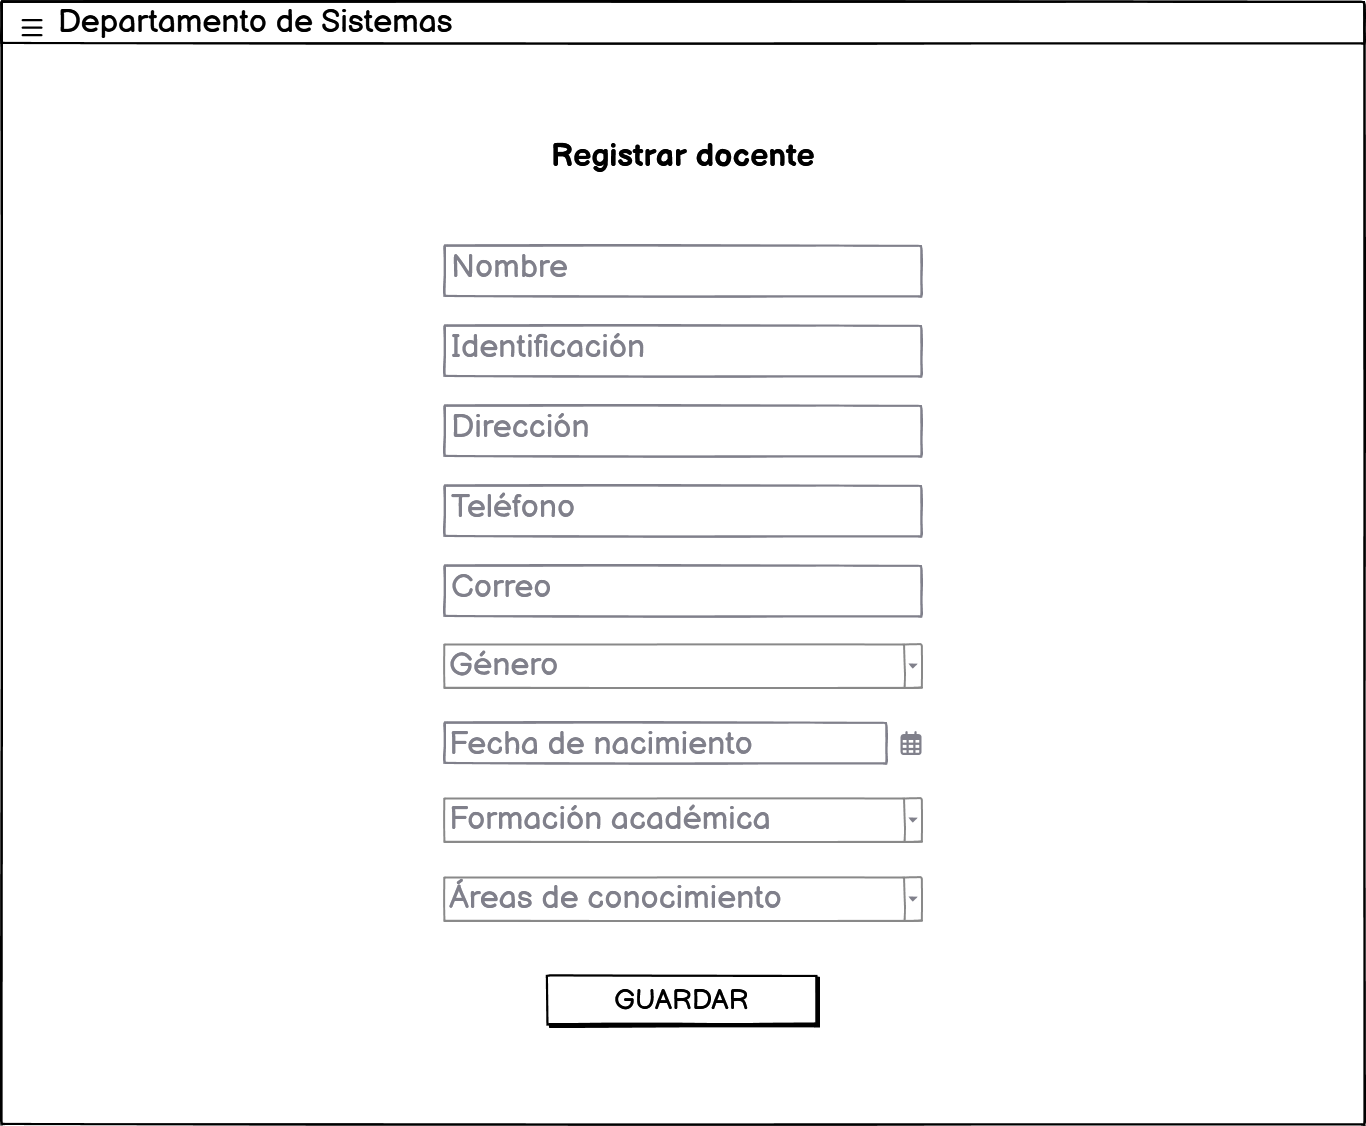 Departamento de Sistemas
Registrar docente
Nombre
Identificación
Dirección
Teléfono
Correo
Género
Fecha de nacimiento
Formación académica
Áreas de conocimiento
GUARDAR